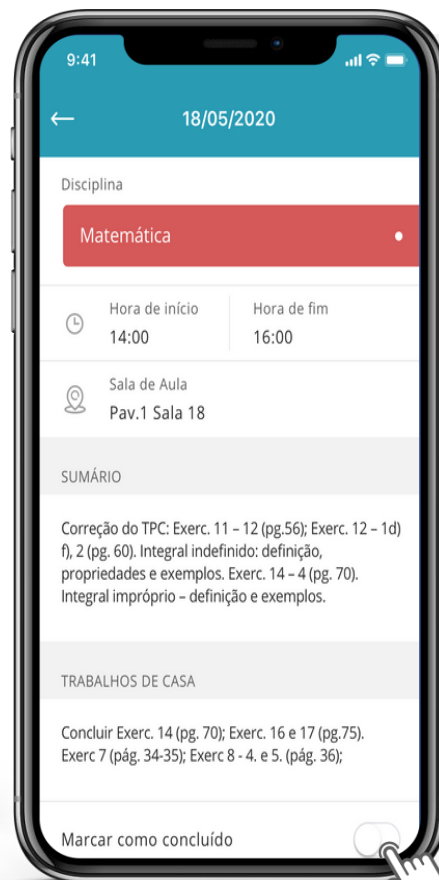 9:41
18/05/2020
Disciplina
Matemática
Hora de início
Hora de fim
14:00
16:00
Sala de Aula
Pav.1 Sala 18
SUMÁRIO
Correção do TPC: Exerc. 11 – 12 (pg.56); Exerc. 12 – 1d)
f), 2 (pg. 60). Integral indefinido: definição,
propriedades e exemplos. Exerc. 14 – 4 (pg. 70).
Integral impróprio – definição e exemplos.
TRABALHOS DE CASA
Concluir Exerc. 14 (pg. 70); Exerc. 16 e 17 (pg.75).
Exerc 7 (pág. 34-35); Exerc 8 - 4. e 5. (pág. 36);
Marcar como concluído